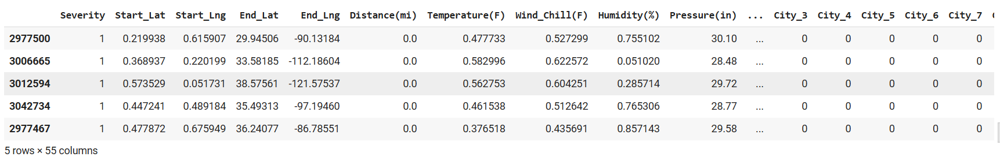 Severity Start_Lat Start_Lng End_Lat End_Lng Distance(mi) Temperature(F) Wind_Chill(F) Humidity(%) Pressure(in) ... City_3 City_4 City_5 City_6 City_7
2977500 1 0.219938 0.615907 29.94506 -90.13184 0.0 0.477733 0.527299 0.755102 30.10 ... 0 0 0 0 0
3006665 1 0.368937 0.220199 33.58185 -112.18604 0.0 0.582996 0.622572 0.051020 28.48 ... 0 0 0 0 0
3012594 1 0.573529 0.051731 38.57561 -121.57537 0.0 0.562753 0.604251 0.285714 29.72 ... 0 0 0 0 0
3042734 1 0.447241 0.489184 35.49313 -97.19460 0.0 0.461538 0.512642 0.765306 28.77 ... 0 0 0 0 0
2977467 1 0.477872 0.675949 36.24077 -86.78551 0.0 0.376518 0.435691 0.857143 29.58 ... 0 0 0 0 0
5 rows × 55 columns